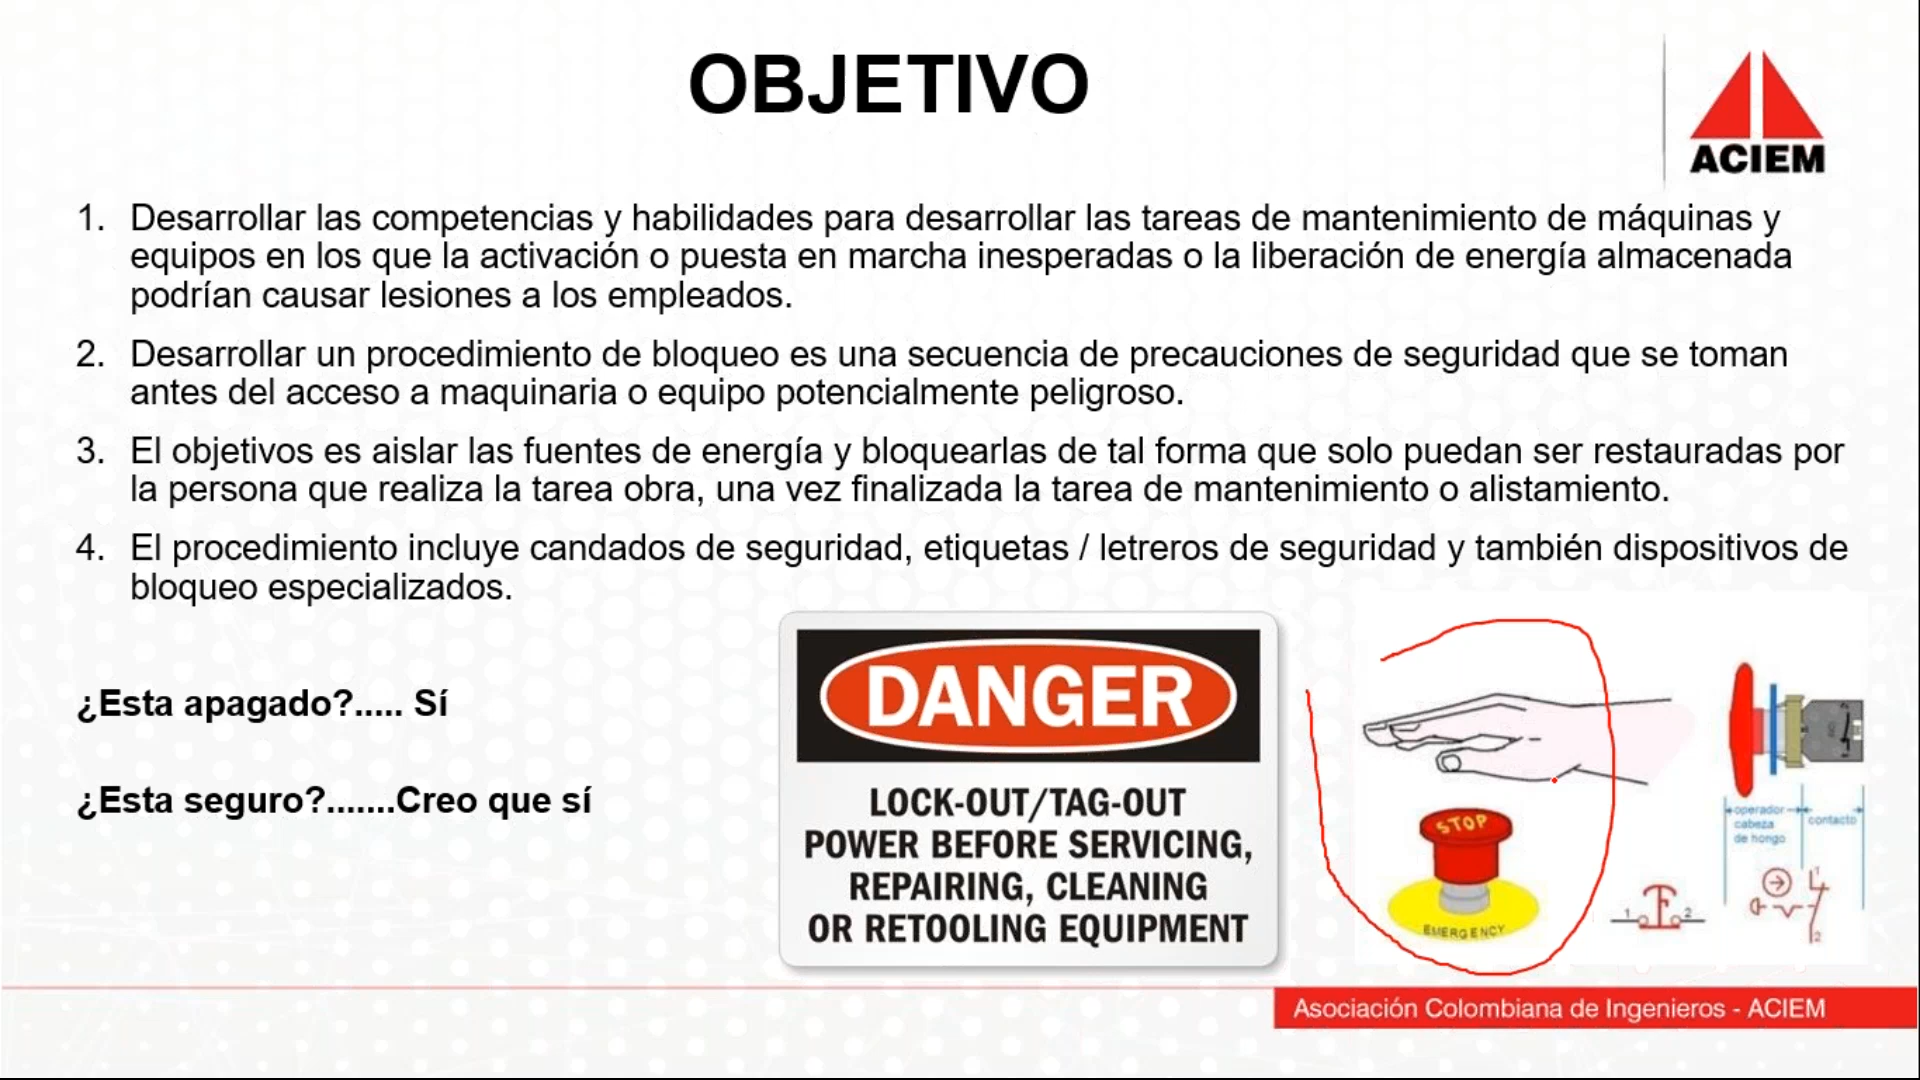 OBJETIVO
ACIEM
1. Desarrollar las competencias y habilidades para desarrollar las tareas de mantenimiento de máquinas y
equipos en los que la activación o puesta en marcha inesperadas o la liberación de energía almacenada
podrían causar lesiones a los empleados.
2. Desarrollar un procedimiento de bloqueo es una secuencia de precauciones de seguridad que se toman
antes del acceso a maquinaria o equipo potencialmente peligroso.
3. El objetivos es aislar las fuentes de energía y bloquearlas de tal forma que solo puedan ser restauradas por
la persona que realiza la tarea obra, una vez finalizada la tarea de mantenimiento o alistamiento.
4. El procedimiento incluye candados de seguridad, etiquetas / letreros de seguridad y también dispositivos de
bloqueo especializados.
¿Esta apagado?..... Sí
¿Esta seguro?.......Creo que sí
DANGER
LOCK-OUT/TAG-OUT
POWER BEFORE SERVICING,
REPAIRING, CLEANING
OR RETOOLING EQUIPMENT
STOP
EMERGENCY
operador
cabeza
de hongo
contacto
1 2
1
2
Asociación Colombiana de Ingenieros - ACIEM